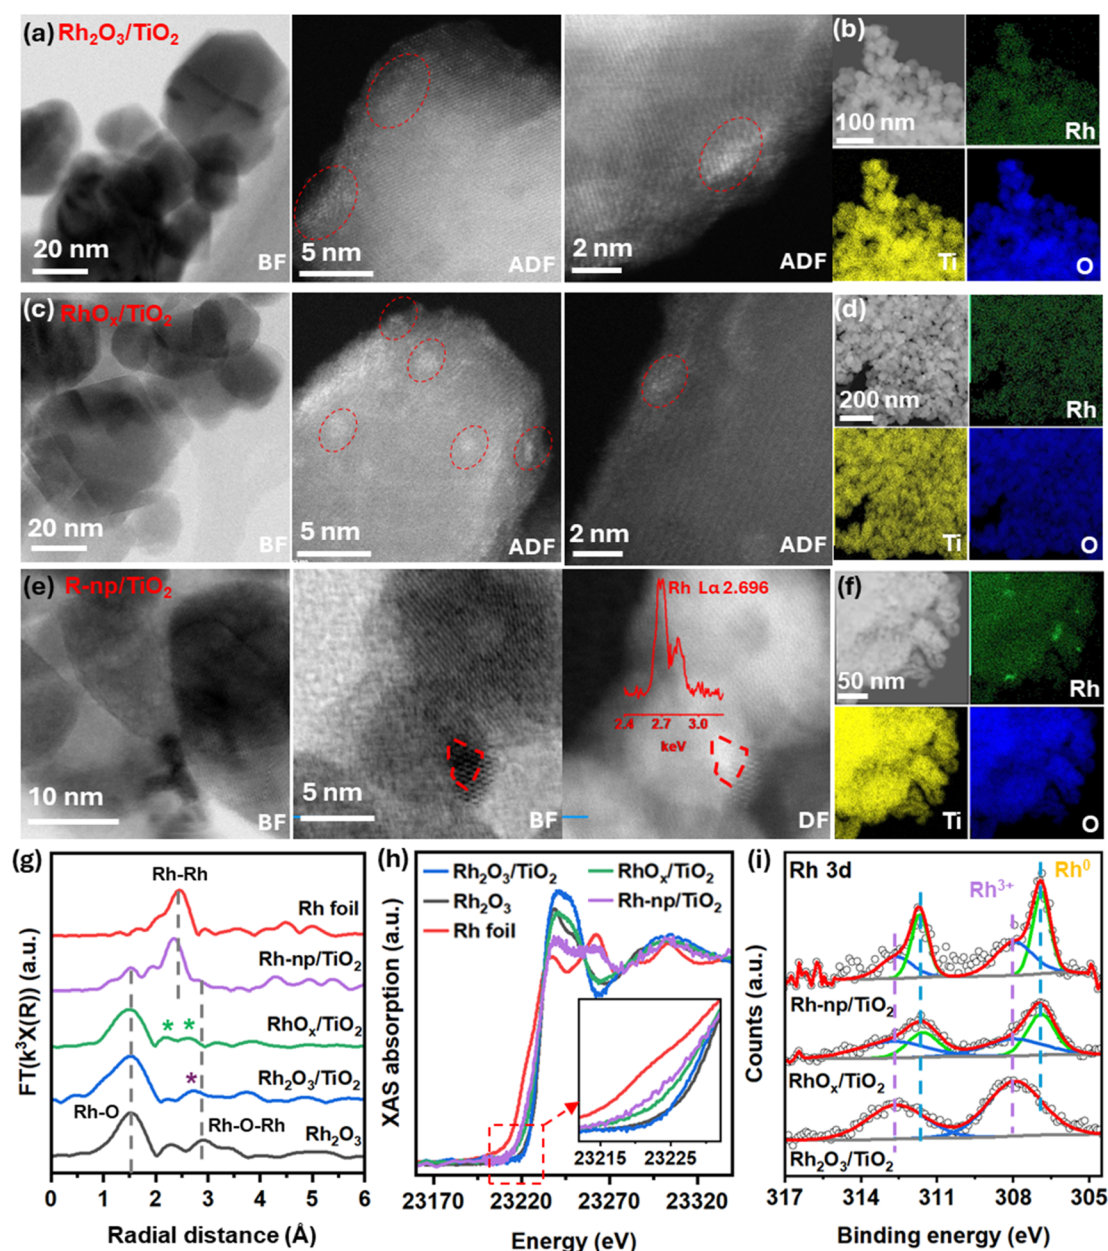 (a) Rh₂O₃/TiO₂
20 nm
BF
5 nm
ADF
2 nm
ADF
(b)
100 nm
Rh
Ti
O
(c) RhOₓ/TiO₂
20 nm
BF
5 nm
ADF
2 nm
ADF
(d)
200 nm
Rh
Ti
O
(e) R-np/TiO₂
10 nm
BF
5 nm
BF
Rh Lα 2.696
2.4 2.7 3.0
keV
DF
(f)
50 nm
Rh
Ti
O
(g)
Rh-Rh
Rh foil
Rh-np/TiO₂
* *
RhOₓ/TiO₂
*
Rh₂O₃/TiO₂
Rh-O
Rh-O-Rh
Rh₂O₃
FT(k³X(R)) (a.u.)
0 1 2 3 4 5 6
Radial distance (Å)
(h)
Rh₂O₃/TiO₂
RhOₓ/TiO₂
Rh₂O₃
Rh-np/TiO₂
Rh foil
XAS absorption (a.u.)
23215 23225
23170 23220 23270 23320
Energy (eV)
(i)
Rh 3d
Rh³⁺
Rh⁰
Rh-np/TiO₂
RhOₓ/TiO₂
Rh₂O₃/TiO₂
Counts (a.u.)
317 314 311 308 305
Binding energy (eV)